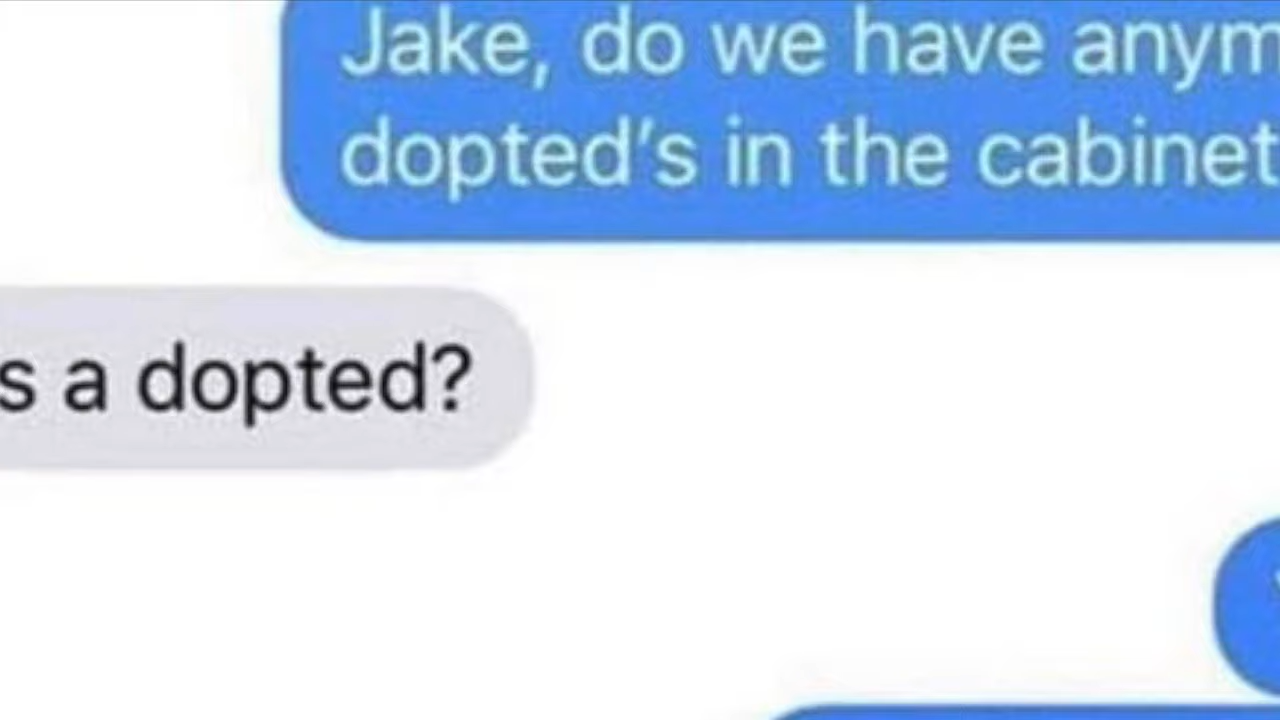 Jake, do we have anym
dopted's in the cabinet
s a dopted?